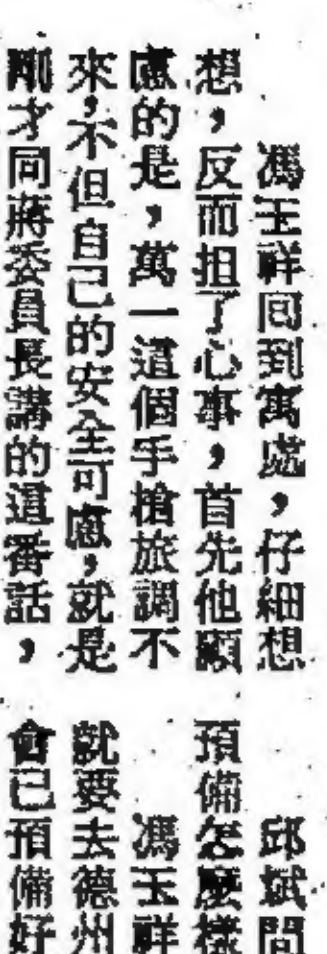 馮玉祥回到寓處，仔細想
想，反而担了心事，首先他顧
慮的是，萬一這個手槍旅調不
來，不但自己的安全可慮，就是
剛才同蔣委員長講的這番話，
邱斌問
預備怎麼樣
馮玉祥
就要去德州
會已預備好